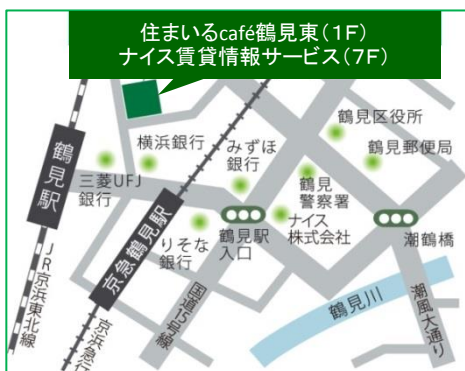 住まいるcafé鶴見東(1F)
ナイス賃貸情報サービス(7F)
鶴見区役所
横浜銀行
みずほ
銀行
鶴見郵便局
鶴見駅
三菱UFJ
銀行
鶴見
警察署
京急鶴見駅
りそな
銀行
鶴見駅
入口
ナイス
株式会社
潮鶴橋
JR京浜東北線
京浜急行
国道15号線
鶴見川
潮風大通り